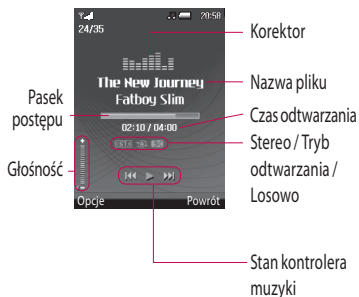 20:58
24/35
The New Journey
Fatboy Slim
02:10 / 04:00
Opcje
Powrót
Pasek
postępu
Głośność
Korektor
Nazwa pliku
Czas odtwarzania
Stereo / Tryb
odtwarzania /
Losowo
Stan kontrolera
muzyki